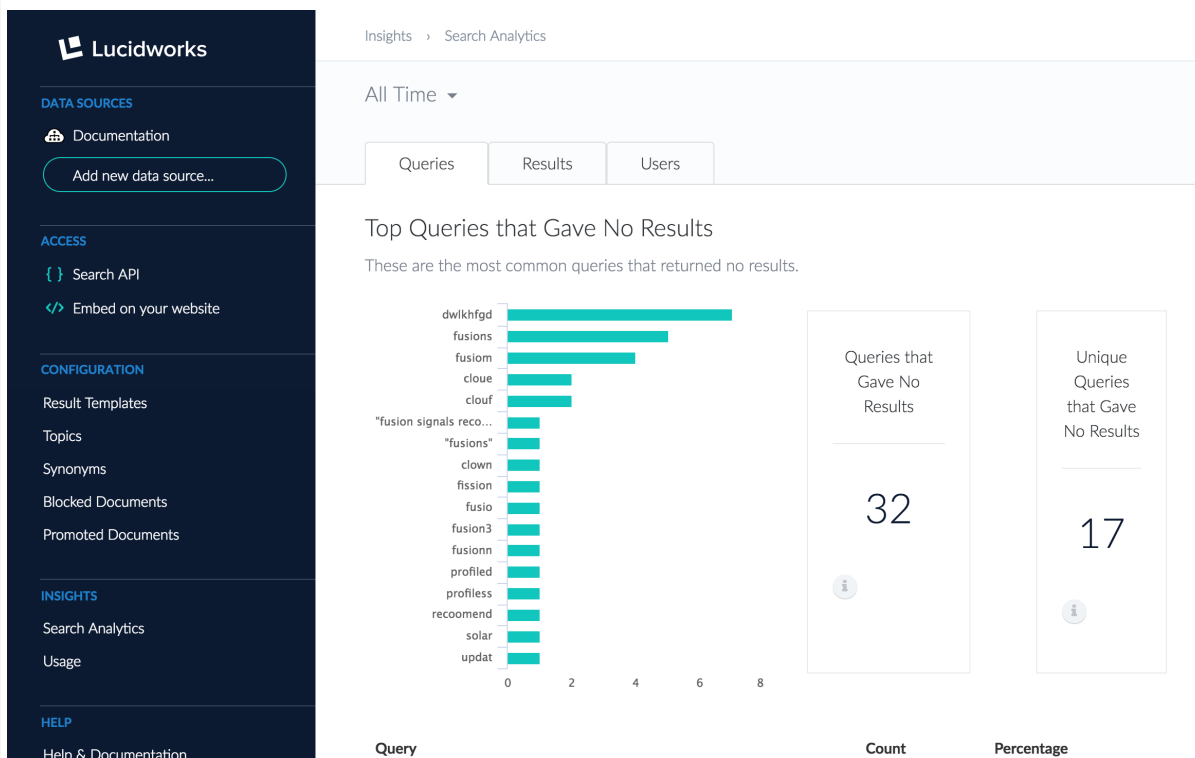 Lucidworks
DATA SOURCES
Documentation
Add new data source...
ACCESS
{ } Search API
</> Embed on your website
CONFIGURATION
Result Templates
Topics
Synonyms
Blocked Documents
Promoted Documents
INSIGHTS
Search Analytics
Usage
HELP
Help & Documentation
Insights › Search Analytics
All Time
Queries Results Users
Top Queries that Gave No Results
These are the most common queries that returned no results.
dwlkhfgd
fusions
fusiom
cloue
clouf
"fusion signals reco...
"fusions"
clown
fission
fusio
fusion3
fusionn
profiled
profiless
recoomend
solar
updat
0 2 4 6 8
Queries that
Gave No
Results
32
i
Unique
Queries
that Gave
No Results
17
i
Query Count Percentage